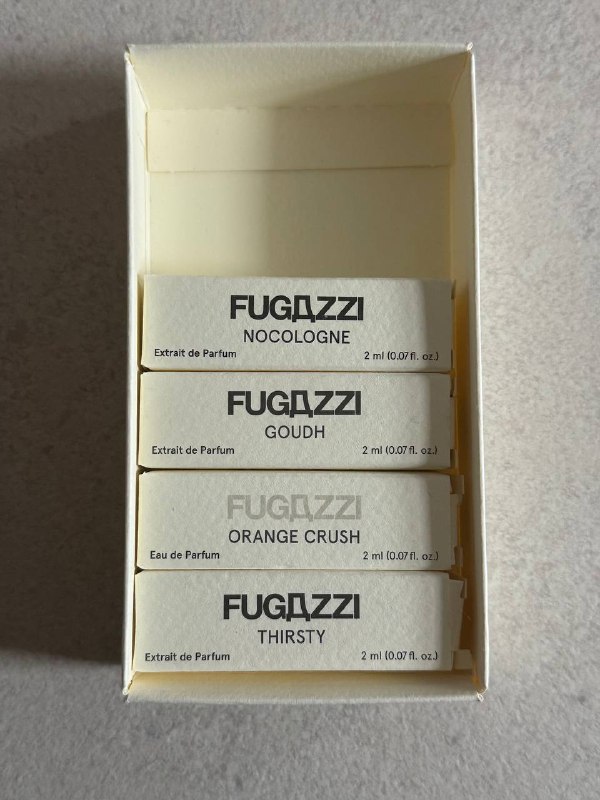 FUGAZZI
NOCOLOGNE
Extrait de Parfum 2 ml (0.07 fl. oz.)
FUGAZZI
GOUDH
Extrait de Parfum 2 ml (0.07 fl. oz.)
FUGAZZI
ORANGE CRUSH
Eau de Parfum 2 ml (0.07 fl. oz.)
FUGAZZI
THIRSTY
Extrait de Parfum 2 ml (0.07 fl. oz.)